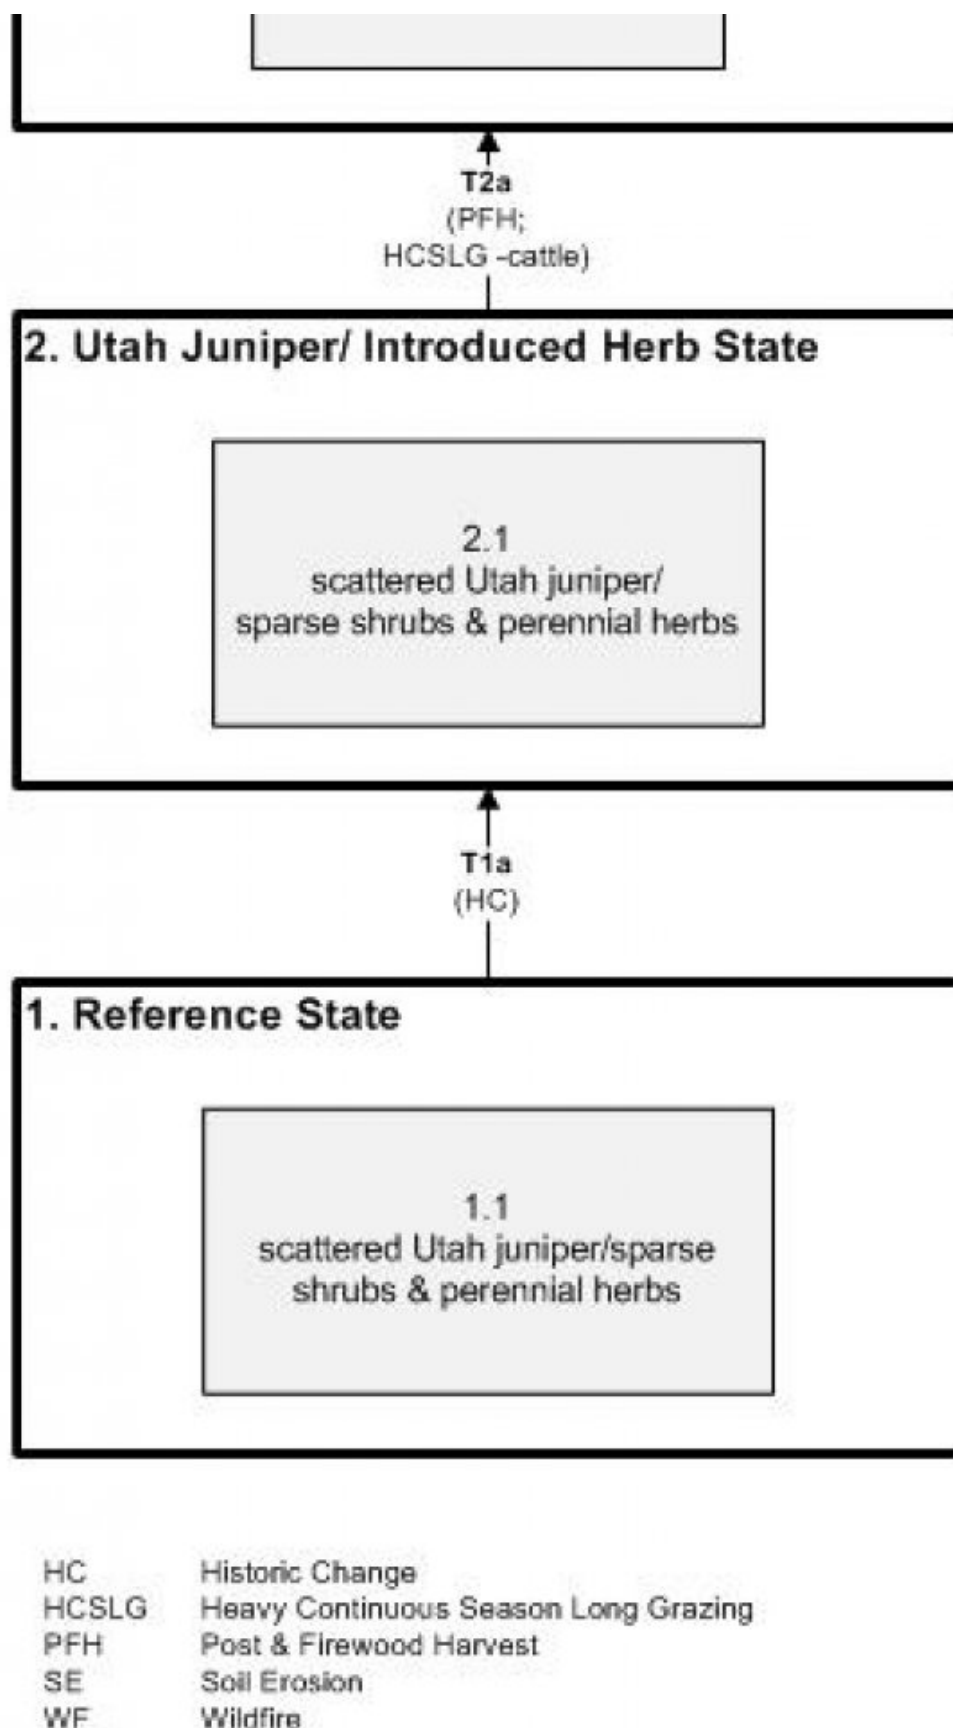 T2a
(PFH;
HCSLG -cattle)
2. Utah Juniper/ Introduced Herb State
2.1
scattered Utah juniper/
sparse shrubs & perennial herbs
T1a
(HC)
1. Reference State
1.1
scattered Utah juniper/sparse
shrubs & perennial herbs
HC Historic Change
HCSLG Heavy Continuous Season Long Grazing
PFH Post & Firewood Harvest
SE Soil Erosion
WF Wildfire